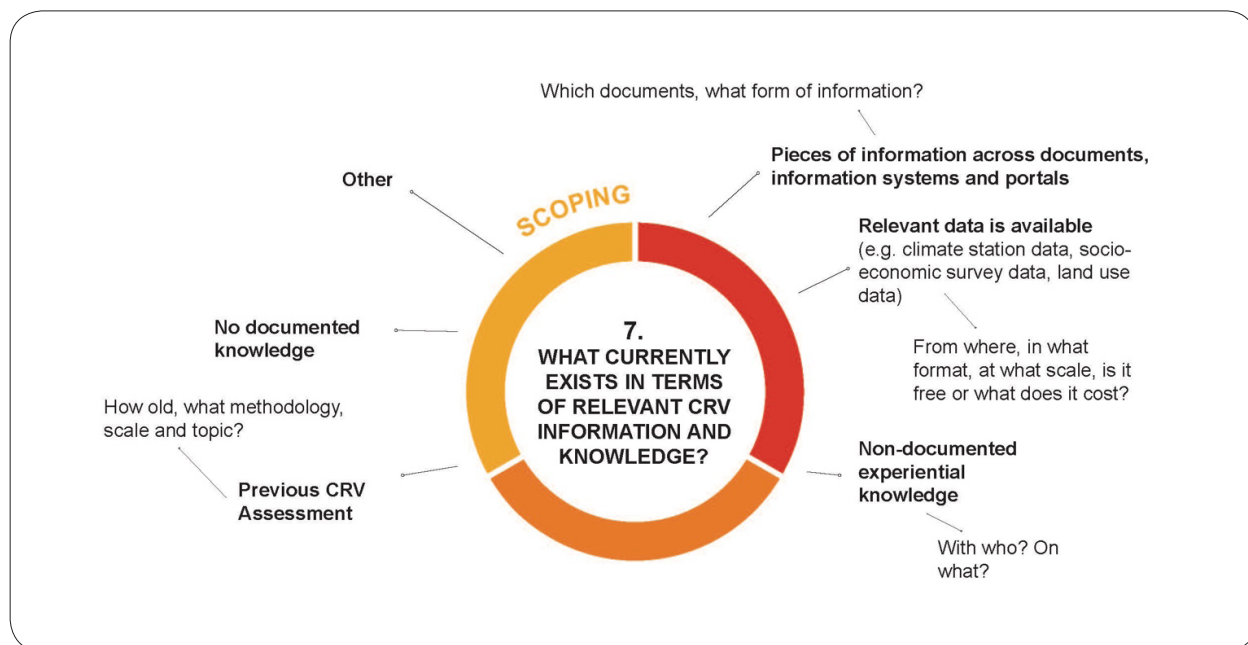 Which documents, what form of information?
Pieces of information across documents,
information systems and portals
Other
SCOPING
Relevant data is available
(e.g. climate station data, socio-
economic survey data, land use
data)
No documented
knowledge
7.
WHAT CURRENTLY
EXISTS IN TERMS
OF RELEVANT CRV
INFORMATION AND
KNOWLEDGE?
From where, in what
format, at what scale, is it
free or what does it cost?
How old, what methodology,
scale and topic?
Previous CRV
Assessment
Non-documented
experiential
knowledge
With who? On
what?